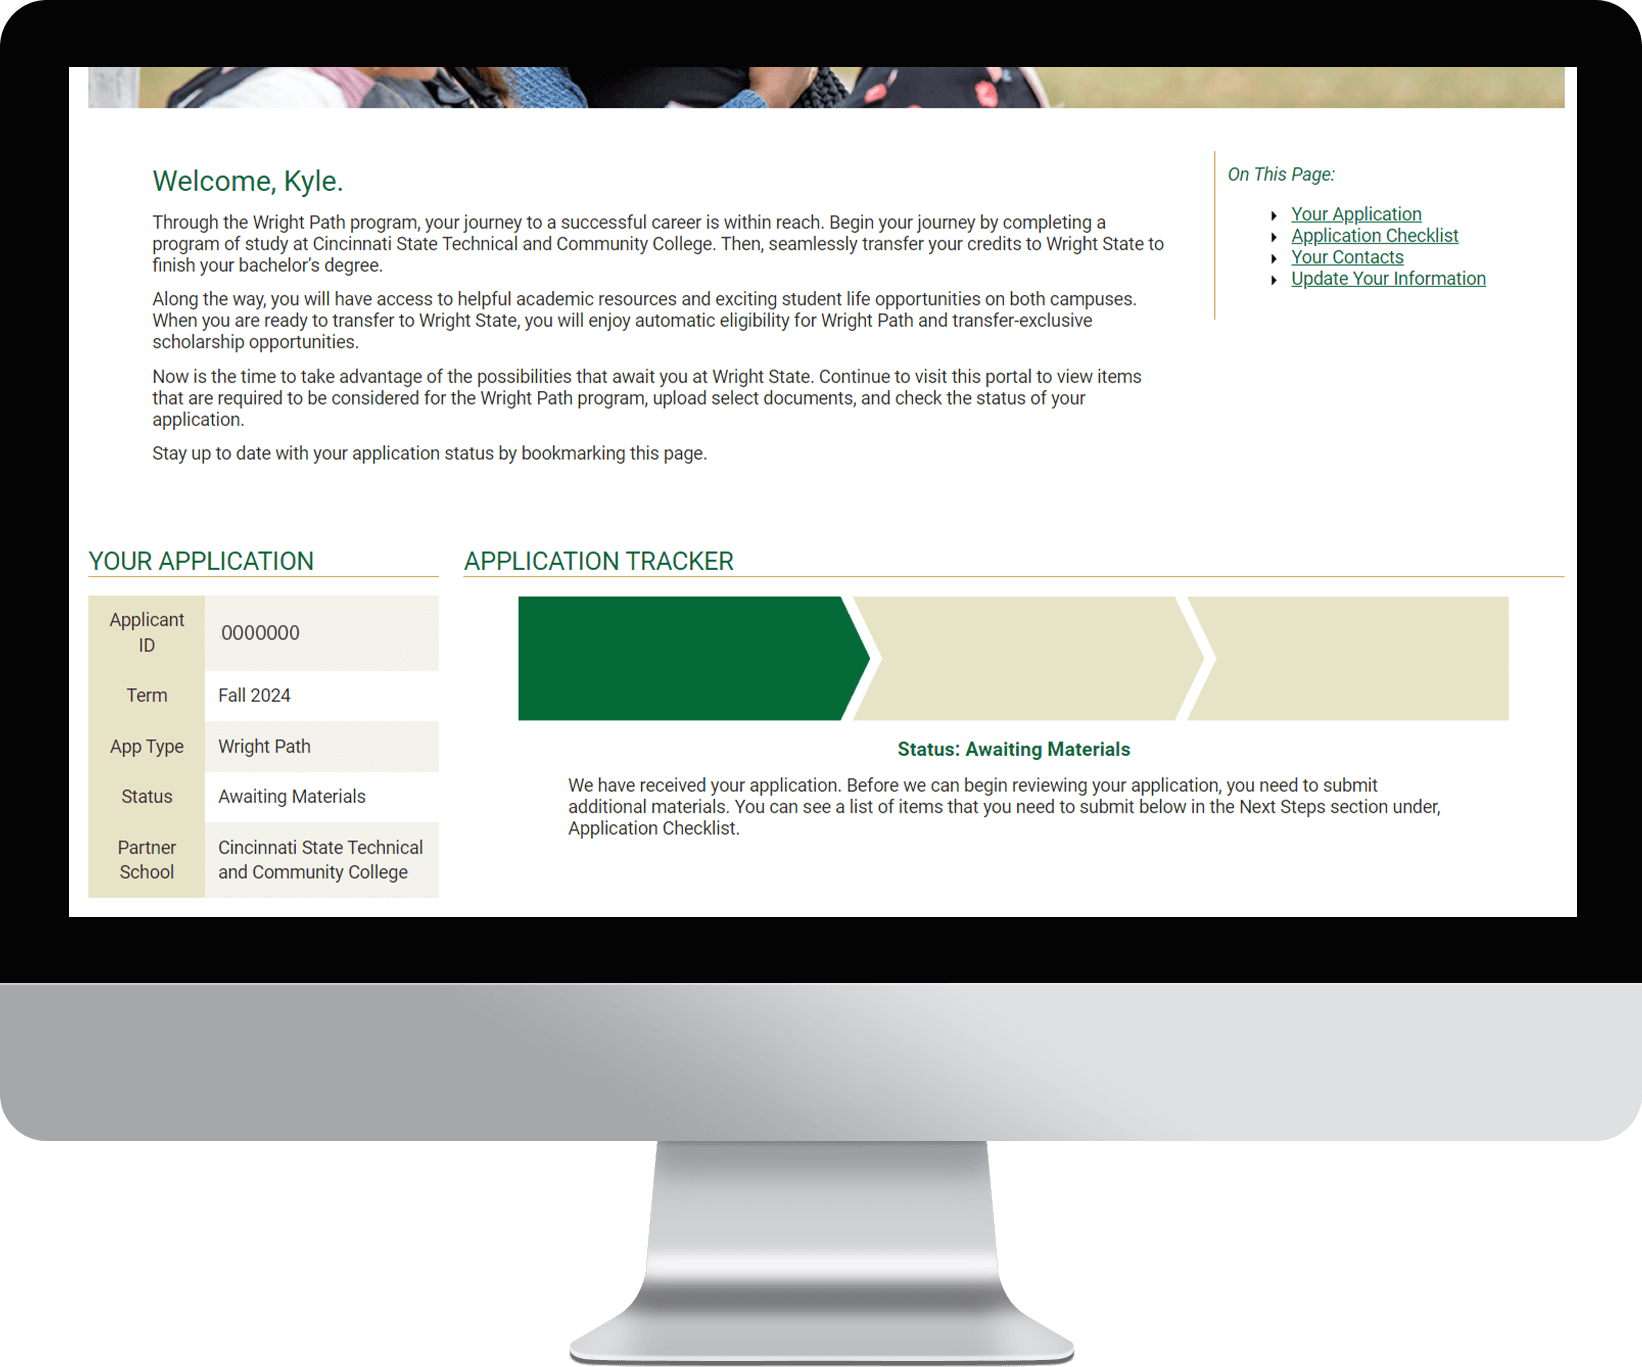 Welcome, Kyle.
Through the Wright Path program, your journey to a successful career is within reach. Begin your journey by completing a
program of study at Cincinnati State Technical and Community College. Then, seamlessly transfer your credits to Wright State to
finish your bachelor’s degree.
Along the way, you will have access to helpful academic resources and exciting student life opportunities on both campuses.
When you are ready to transfer to Wright State, you will enjoy automatic eligibility for Wright Path and transfer-exclusive
scholarship opportunities.
Now is the time to take advantage of the possibilities that await you at Wright State. Continue to visit this portal to view items
that are required to be considered for the Wright Path program, upload select documents, and check the status of your
application.
Stay up to date with your application status by bookmarking this page.
On This Page:
Your Application
Application Checklist
Your Contacts
Update Your Information
YOUR APPLICATION
Applicant
ID
0000000
Term
Fall 2024
App Type
Wright Path
Status
Awaiting Materials
Partner
School
Cincinnati State Technical
and Community College
APPLICATION TRACKER
Status: Awaiting Materials
We have received your application. Before we can begin reviewing your application, you need to submit
additional materials. You can see a list of items that you need to submit below in the Next Steps section under,
Application Checklist.